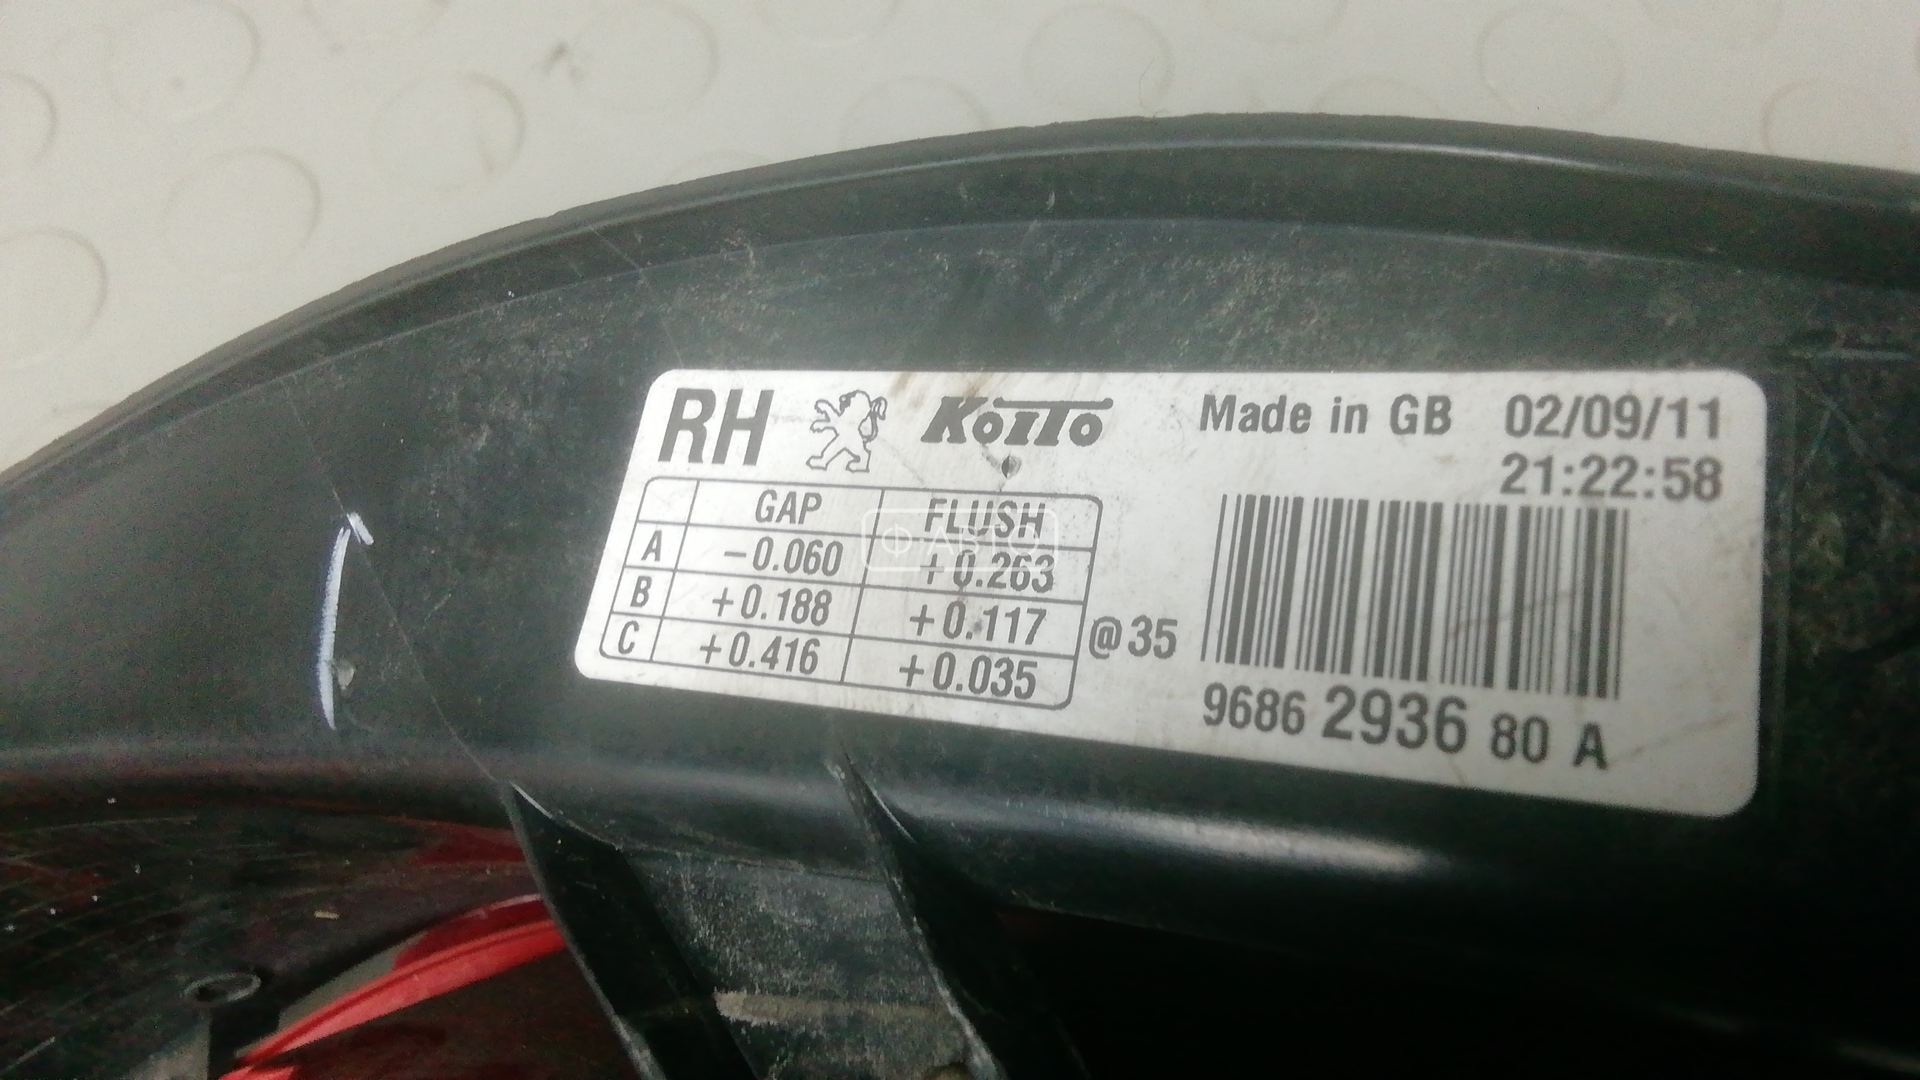 RH KOITO Made in GB 02/09/11
21:22:58
GAP FLUSH
A -0.060 +0.263
B +0.188 +0.117
C +0.416 +0.035
@35
9686 2936 80 A
Ф АВТО